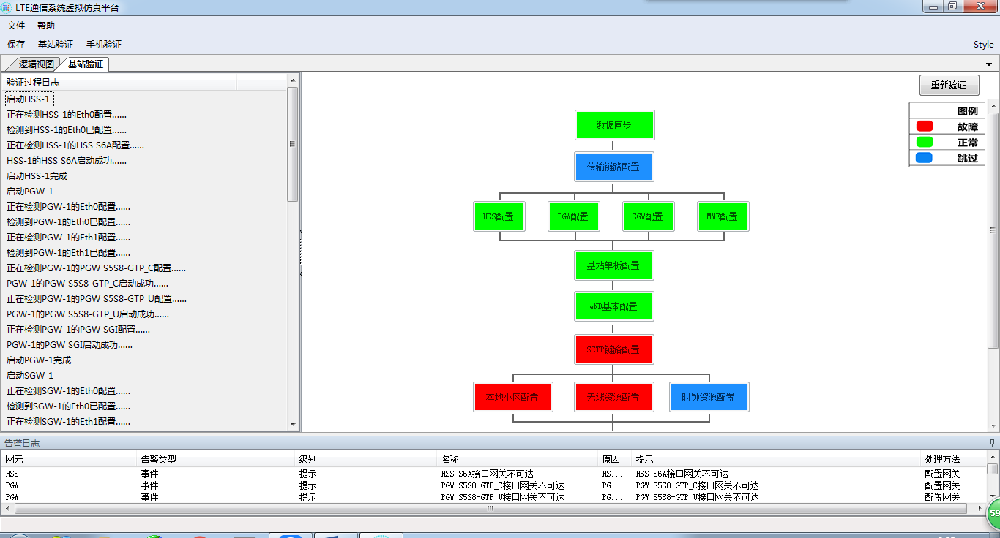 LTE通信系统虚拟仿真平台
文件 帮助
保存 基站验证 手机验证 Style
逻辑视图 基站验证
验证过程日志
启动HSS-1
正在检测HSS-1的Eth0配置......
检测到HSS-1的Eth0已配置......
正在检测HSS-1的HSS S6A配置......
HSS-1的HSS S6A启动成功......
启动HSS-1完成
启动PGW-1
正在检测PGW-1的Eth0配置......
检测到PGW-1的Eth0已配置......
正在检测PGW-1的Eth1配置......
检测到PGW-1的Eth1已配置......
正在检测PGW-1的PGW S5S8-GTP_C配置......
PGW-1的PGW S5S8-GTP_C启动成功......
正在检测PGW-1的PGW S5S8-GTP_U配置......
PGW-1的PGW S5S8-GTP_U启动成功......
正在检测PGW-1的PGW SGI配置......
PGW-1的PGW SGI启动成功......
启动PGW-1完成
启动SGW-1
正在检测SGW-1的Eth0配置......
检测到SGW-1的Eth0已配置......
正在检测SGW-1的Eth1配置......
重新验证
图例
故障
正常
跳过
数据同步
传输链路配置
HSS配置 PGW配置 SGW配置 MME配置
基站单板配置
eNB基本配置
SCTP链路配置
本地小区配置 无线资源配置 时钟资源配置
告警日志
网元 告警类型 级别 名称 原因 提示 处理方法
HSS 事件 提示 HSS S6A接口网关不可达 HS... HSS S6A接口网关不可达 配置网关
PGW 事件 提示 PGW S5S8-GTP_C接口网关不可达 PG... PGW S5S8-GTP_C接口网关不可达 配置网关
PGW 事件 提示 PGW S5S8-GTP_U接口网关不可达 PG... PGW S5S8-GTP_U接口网关不可达 配置网关
59